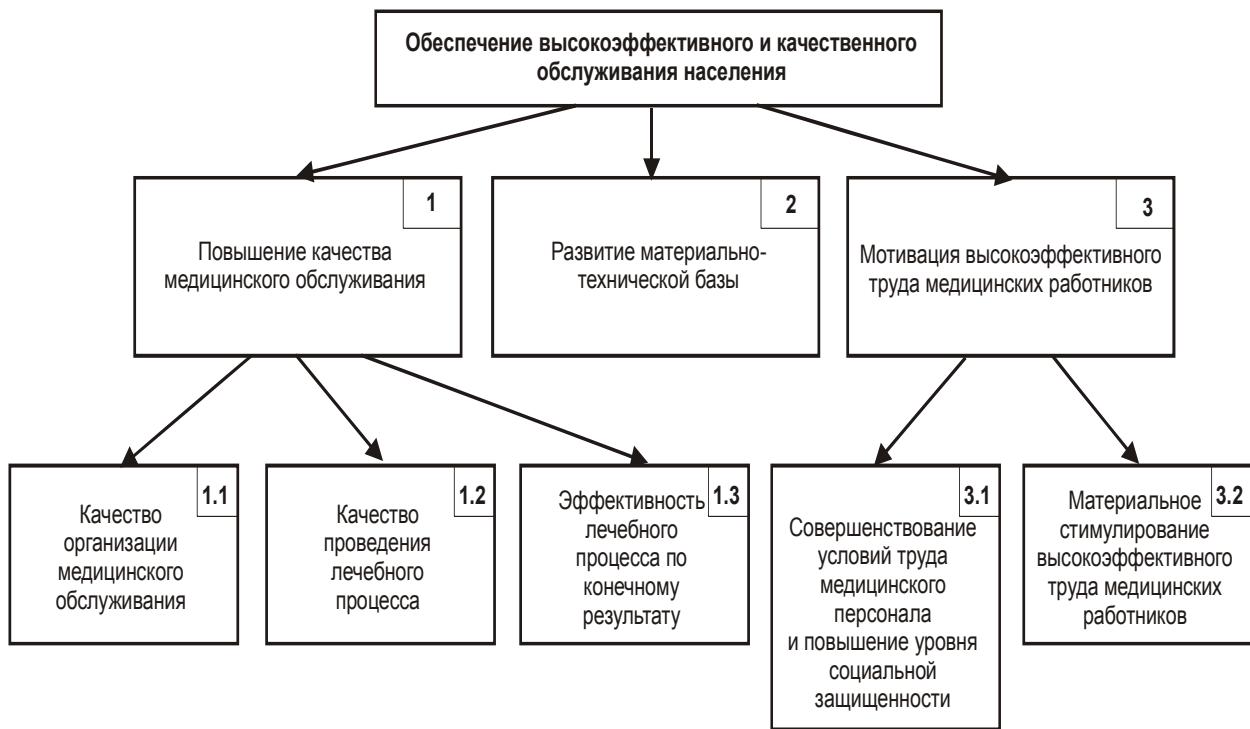 Обеспечение высокоэффективного и качественного
обслуживания населения
1
Повышение качества
медицинского обслуживания
2
Развитие материально-
технической базы
3
Мотивация высокоэффективного
труда медицинских работников
1.1
Качество
организации
медицинского
обслуживания
1.2
Качество
проведения
лечебного
процесса
1.3
Эффективность
лечебного
процесса по
конечному
результату
3.1
Совершенствование
условий труда
медицинского
персонала
и повышение уровня
социальной
защищенности
3.2
Материальное
стимулирование
высокоэффективного
труда медицинских
работников